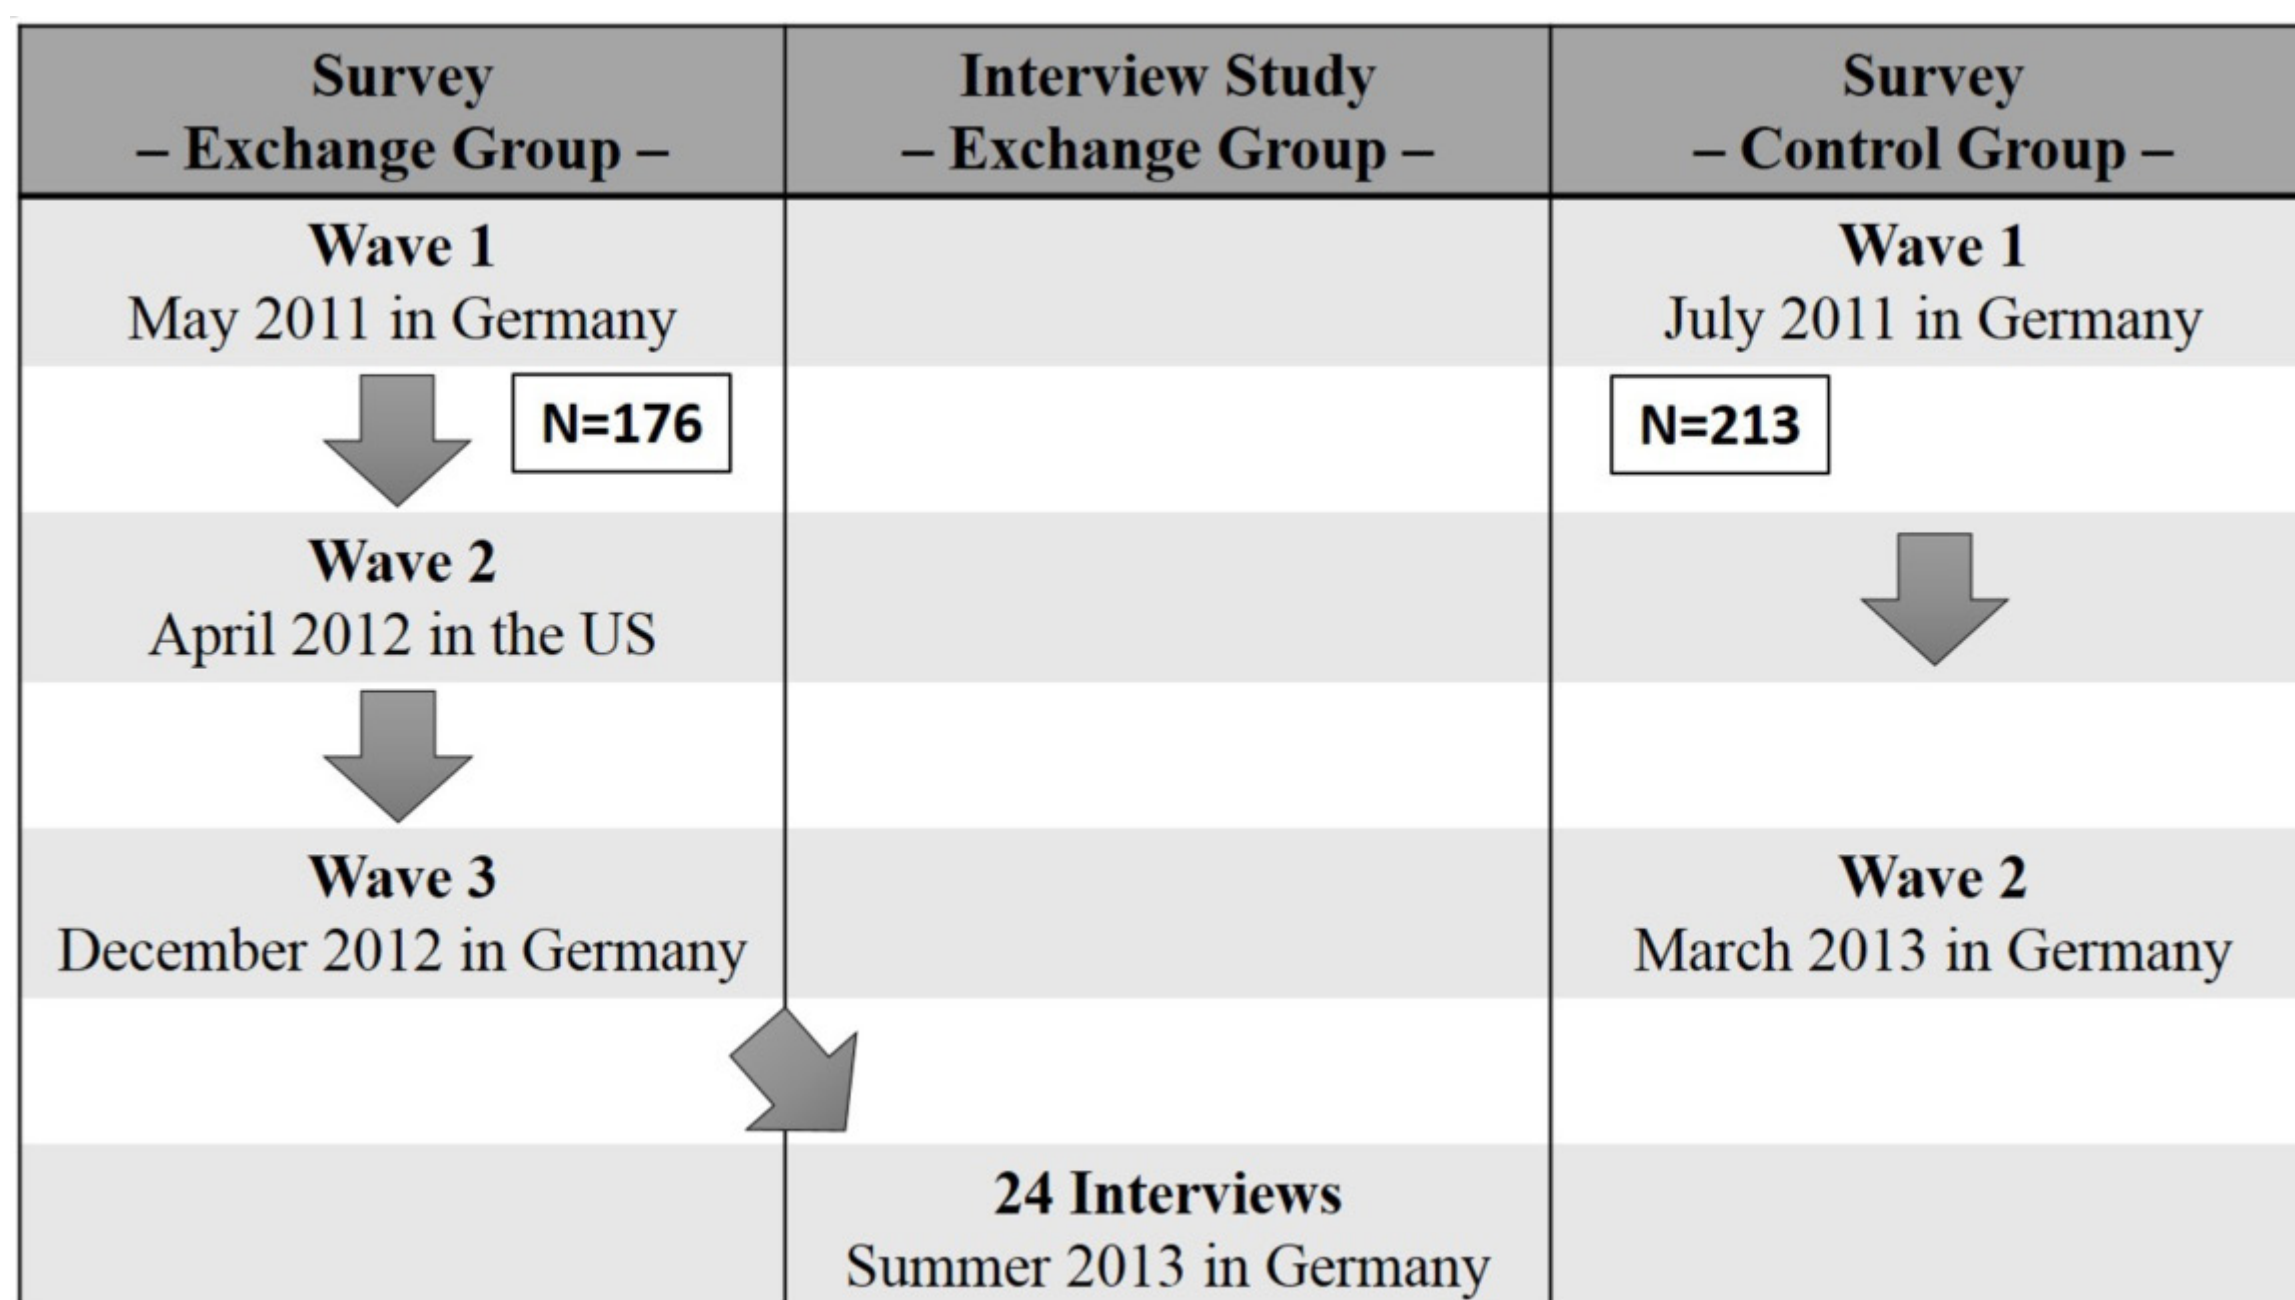 Survey
– Exchange Group –
Interview Study
– Exchange Group –
Survey
– Control Group –
Wave 1
May 2011 in Germany
Wave 1
July 2011 in Germany
N=176
N=213
Wave 2
April 2012 in the US
Wave 3
December 2012 in Germany
Wave 2
March 2013 in Germany
24 Interviews
Summer 2013 in Germany